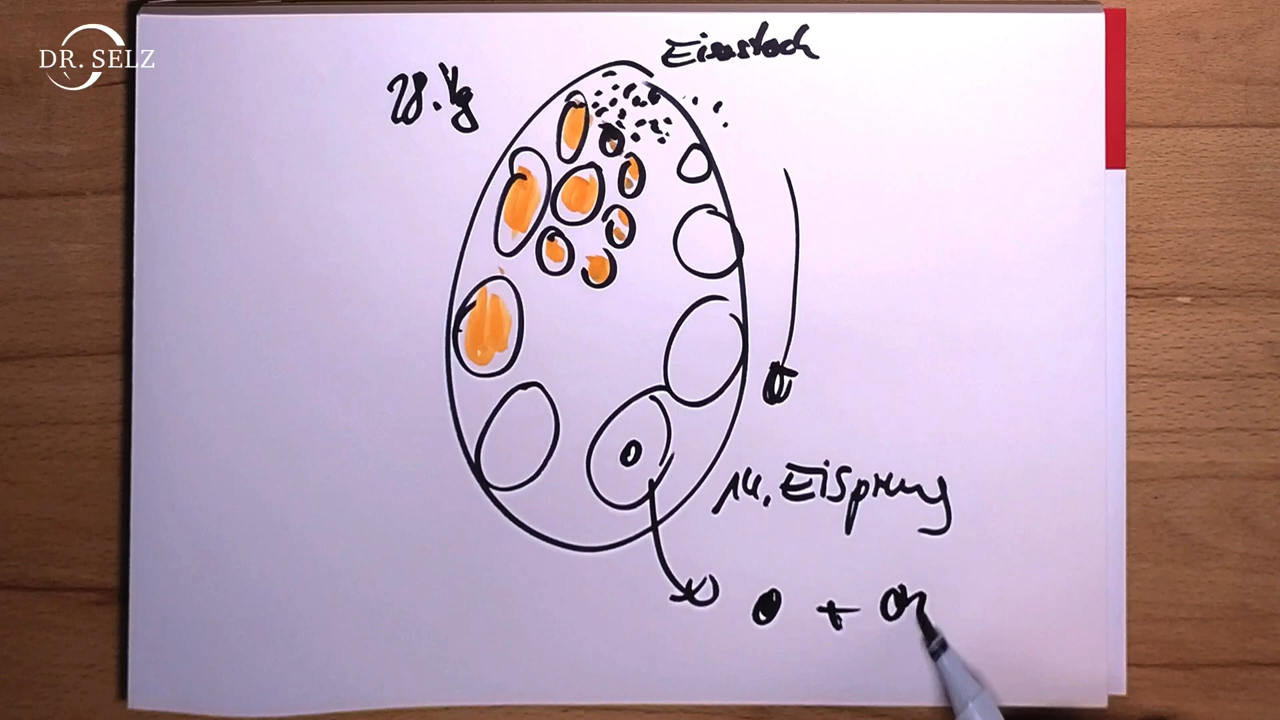 DR. SELZ
Eierstock
28. Tg
14. Eisprung
+